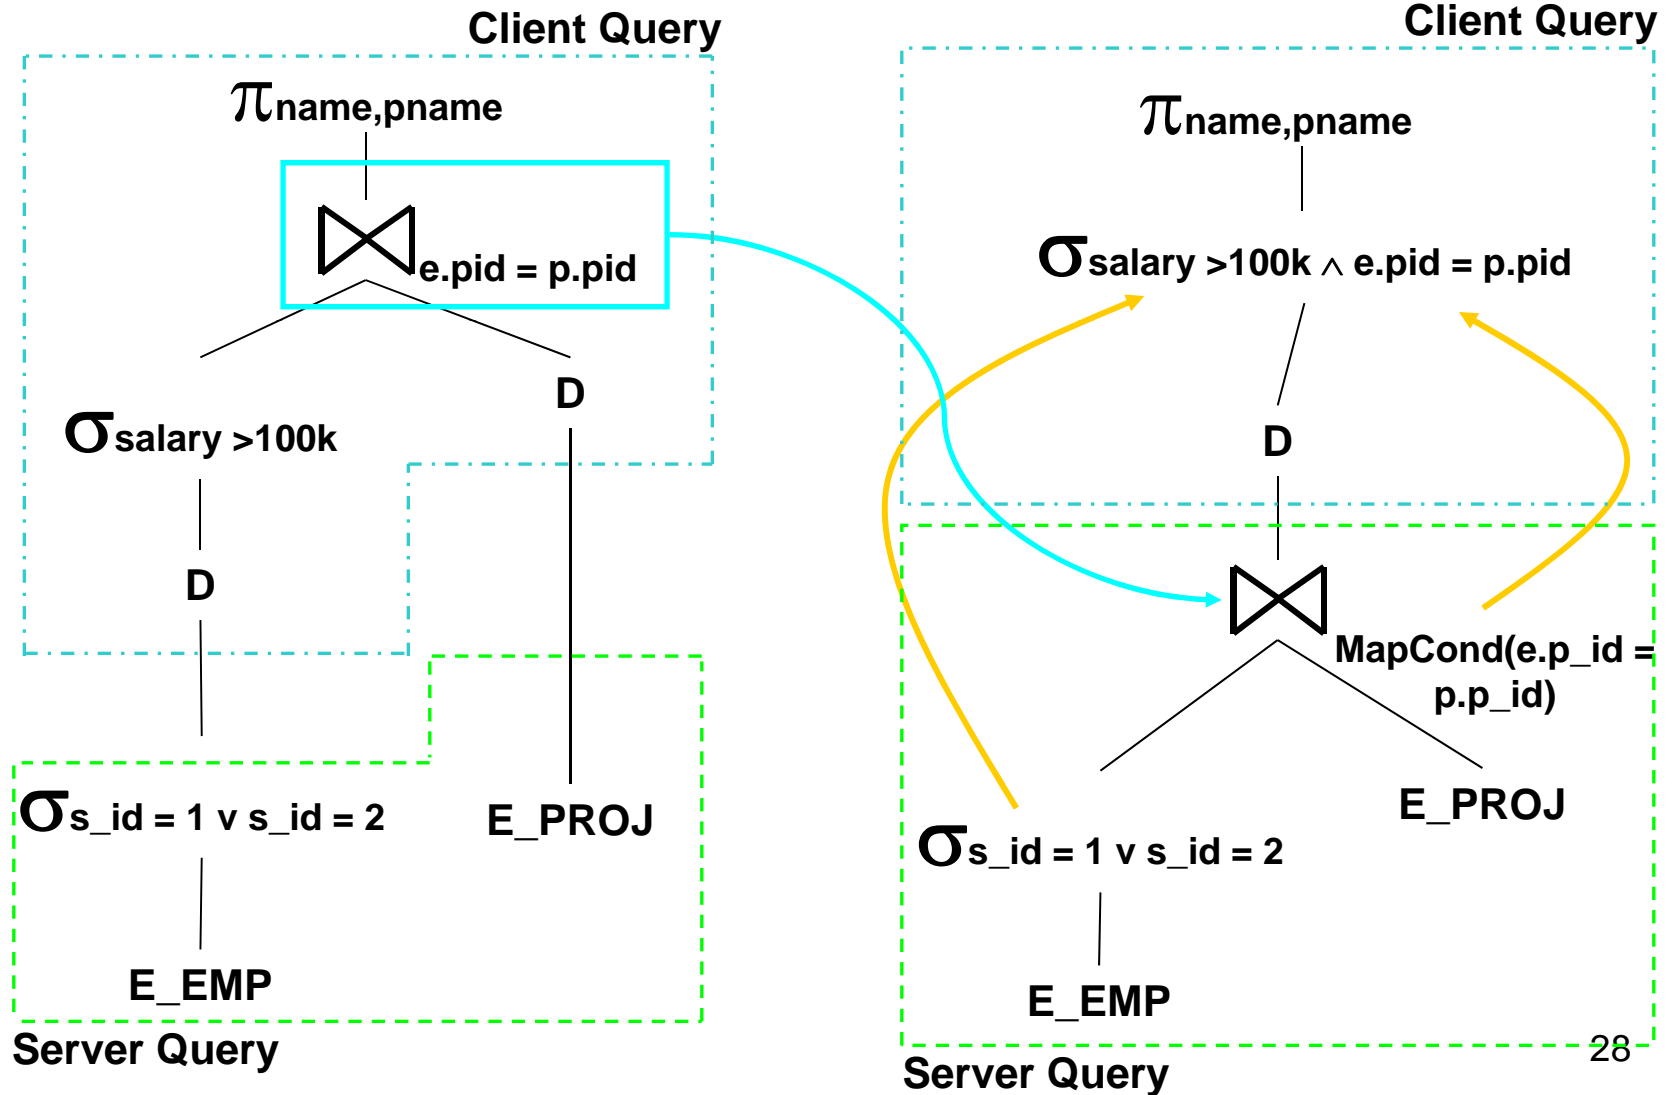 Client Query
πname,pname
e.pid = p.pid
D
σsalary >100k
D
σs_id = 1 v s_id = 2
E_PROJ
E_EMP
Server Query
Client Query
πname,pname
σsalary >100k ∧ e.pid = p.pid
D
MapCond(e.p_id =
p.p_id)
E_PROJ
σs_id = 1 v s_id = 2
E_EMP
Server Query
28